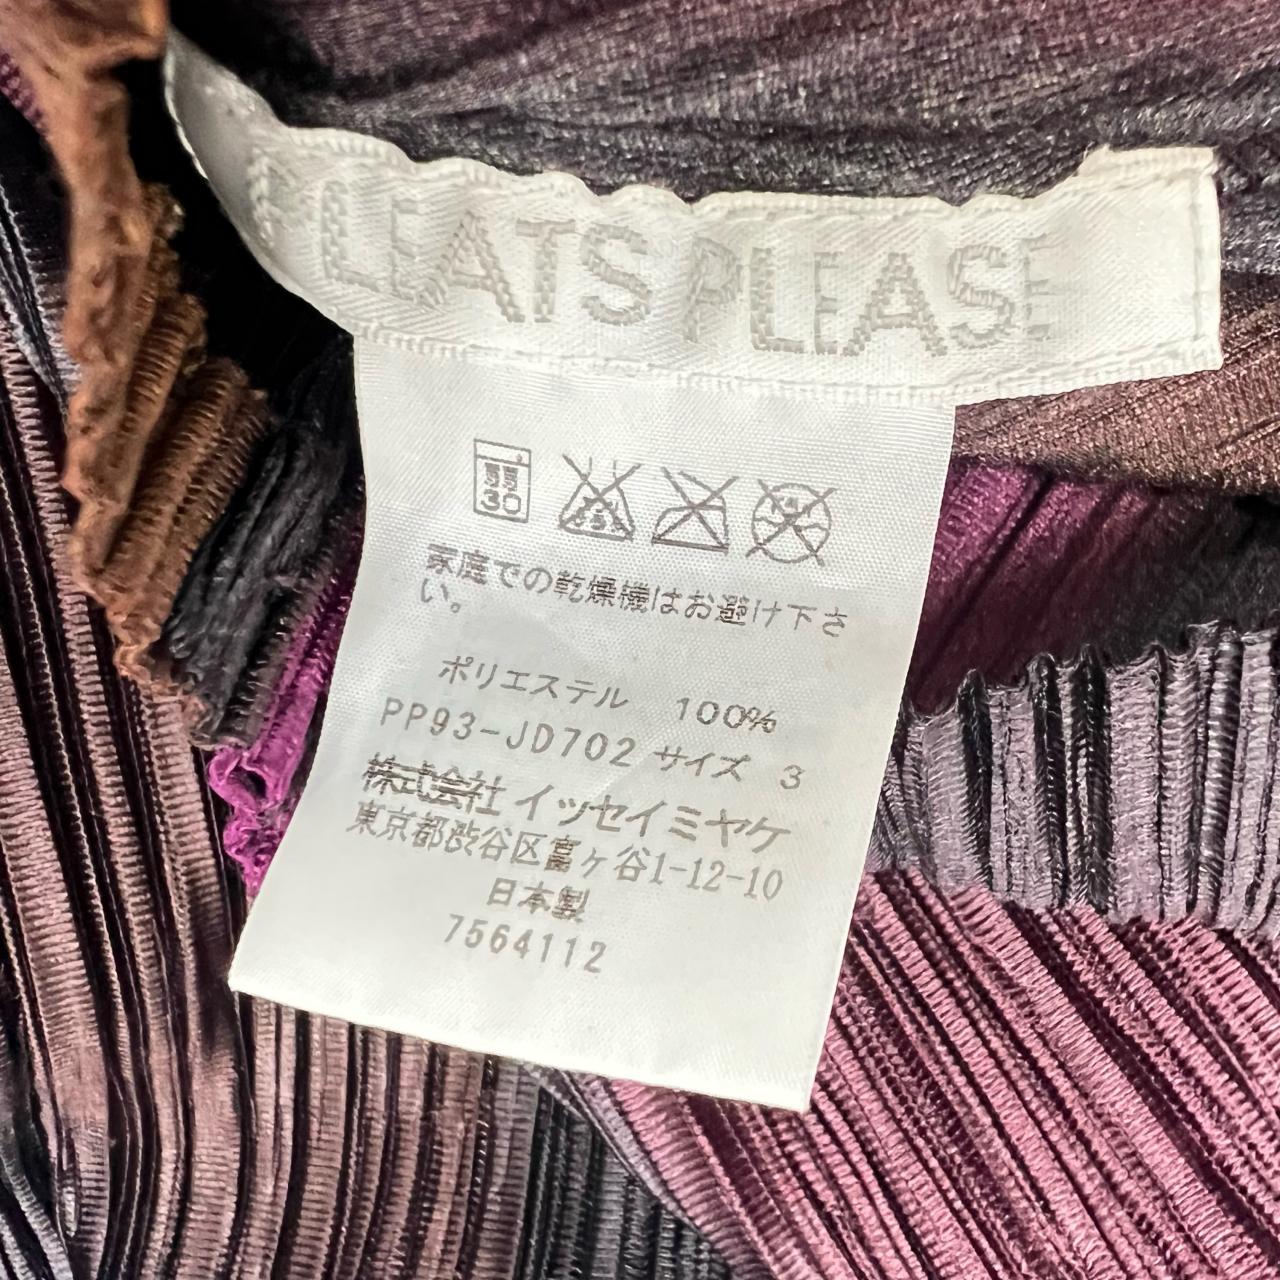 PLEATS PLEASE
30
家庭での乾燥機はお避け下さ
い。
ポリエステル 100%
PP93-JD702 サイズ 3
株式会社 イッセイミヤケ
東京都渋谷区富ヶ谷1-12-10
日本製
7564112